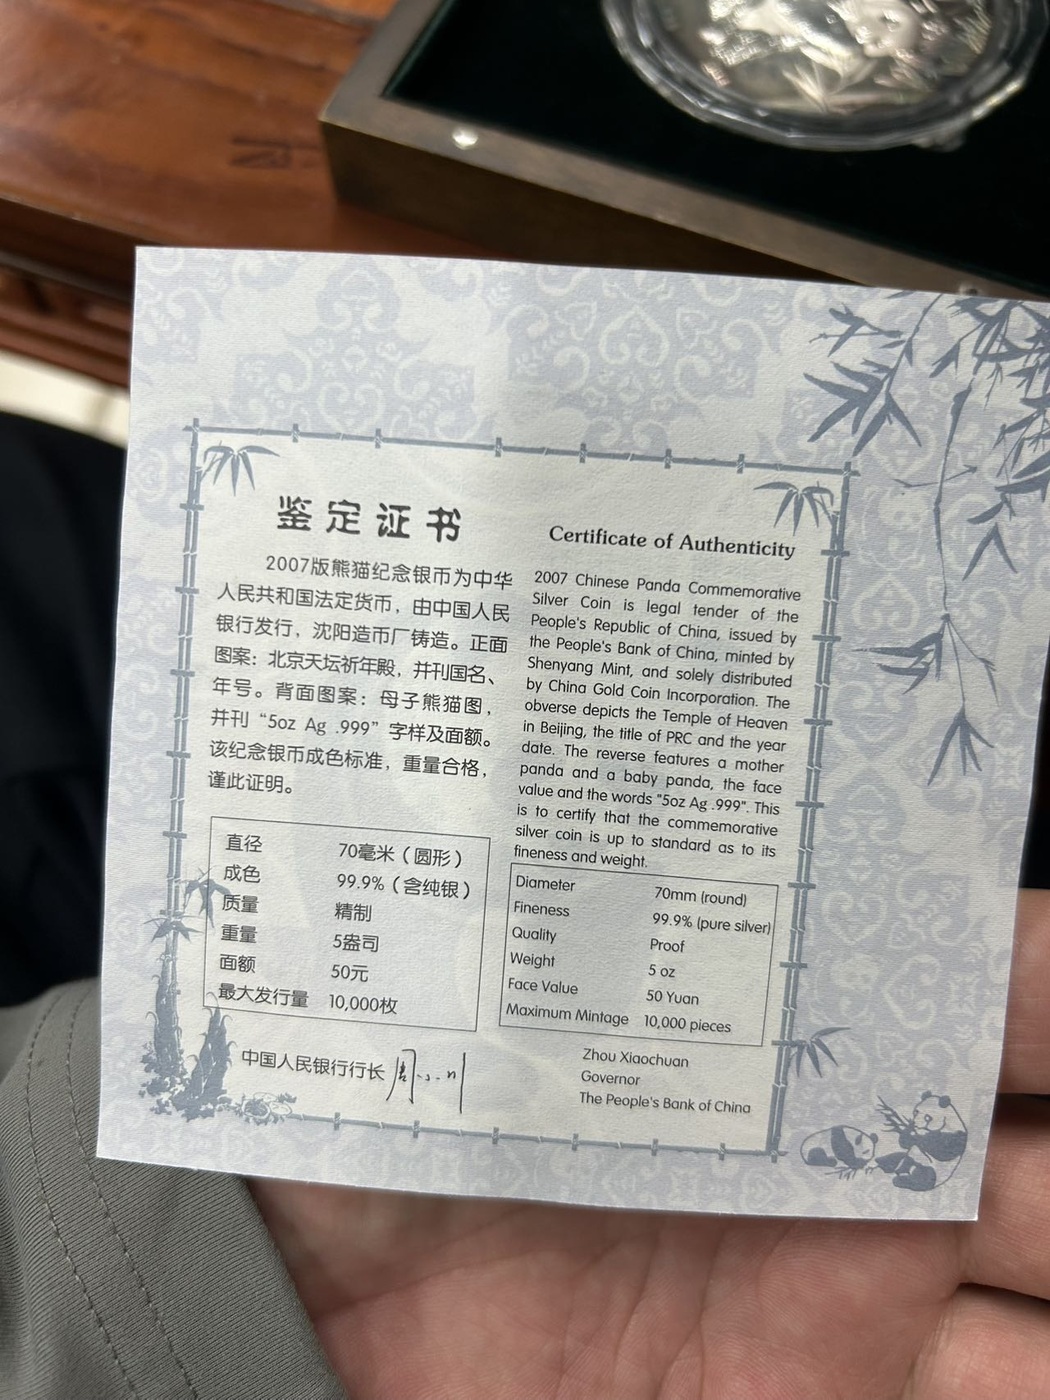 鉴定证书
2007版熊猫纪念银币为中华
人民共和国法定货币，由中国人民
银行发行，沈阳造币厂铸造。正面
图案：北京天坛祈年殿，并刊国名、
年号。背面图案：母子熊猫图，
并刊“5oz Ag .999”字样及面额。
该纪念银币成色标准，重量合格，
谨此证明。
直径 70毫米（圆形）
成色 99.9%（含纯银）
质量 精制
重量 5盎司
面额 50元
最大发行量 10,000枚
中国人民银行行长
Certificate of Authenticity
2007 Chinese Panda Commemorative
Silver Coin is legal tender of the
People's Republic of China, issued by
the People's Bank of China, minted by
Shenyang Mint, and solely distributed
by China Gold Coin Incorporation. The
obverse depicts the Temple of Heaven
in Beijing, the title of PRC and the year
date. The reverse features a mother
panda and a baby panda, the face
value and the words "5oz Ag .999". This
is to certify that the commemorative
silver coin is up to standard as to its
fineness and weight.
Diameter 70mm (round)
Fineness 99.9% (pure silver)
Quality Proof
Weight 5 oz
Face Value 50 Yuan
Maximum Mintage 10,000 pieces
Zhou Xiaochuan
Governor
The People's Bank of China